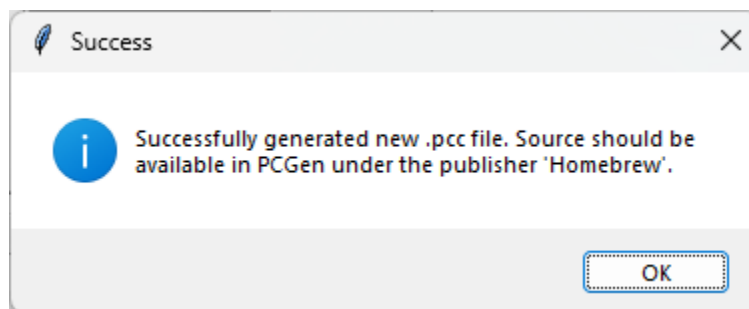 Success
Successfully generated new .pcc file. Source should be
available in PCGen under the publisher 'Homebrew'.
OK